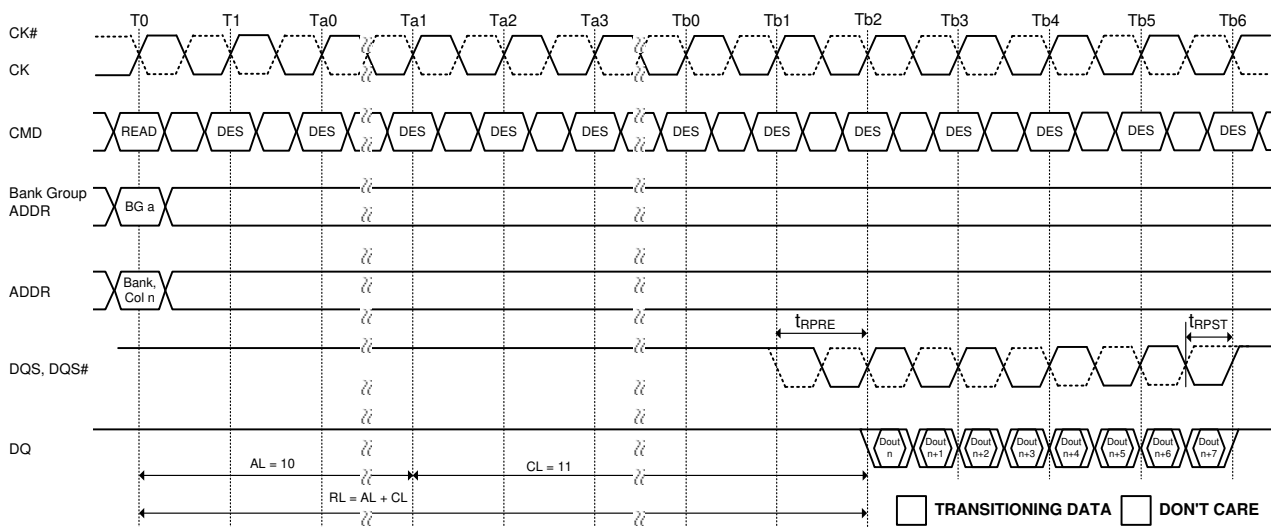 T0 T1 Ta0 Ta1 Ta2 Ta3 Tb0 Tb1 Tb2 Tb3 Tb4 Tb5 Tb6
CK#
CK
CMD READ DES DES DES DES DES DES DES DES DES DES DES DES
Bank Group
ADDR
BG a
ADDR
Bank,
Col n
tRPRE tRPST
DQS, DQS#
DQ
Dout Dout Dout Dout Dout Dout Dout Dout
n n+1 n+2 n+3 n+4 n+5 n+6 n+7
AL = 10 CL = 11
RL = AL + CL
TRANSITIONING DATA DON'T CARE